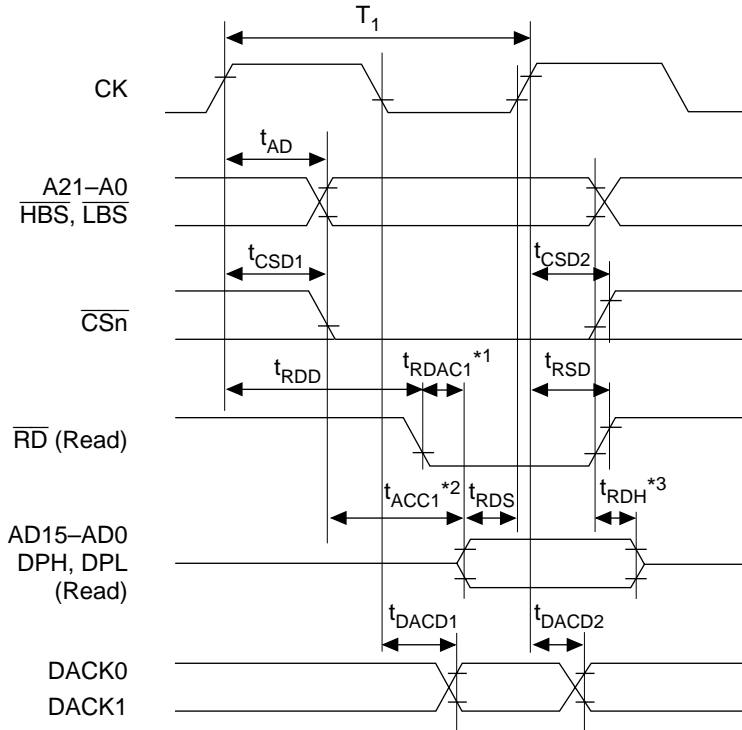 T1
CK
tAD
A21–A0
HBS, LBS
tCSD1
tCSD2
CSn
tRDD
tRDAC1*1
tRSD
RD (Read)
tACC1*2
tRDS
tRDH*3
AD15–AD0
DPH, DPL
(Read)
tDACD1
tDACD2
DACK0
DACK1